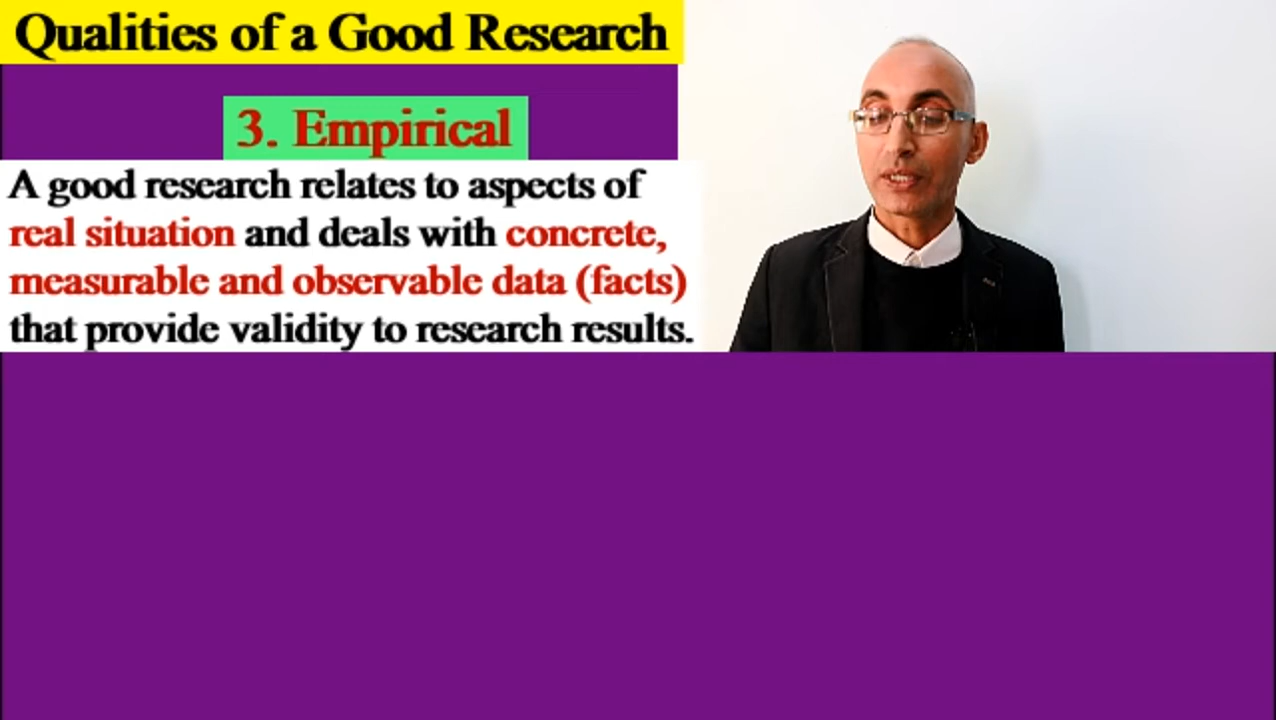 Qualities of a Good Research
3. Empirical
A good research relates to aspects of
real situation and deals with concrete,
measurable and observable data (facts)
that provide validity to research results.